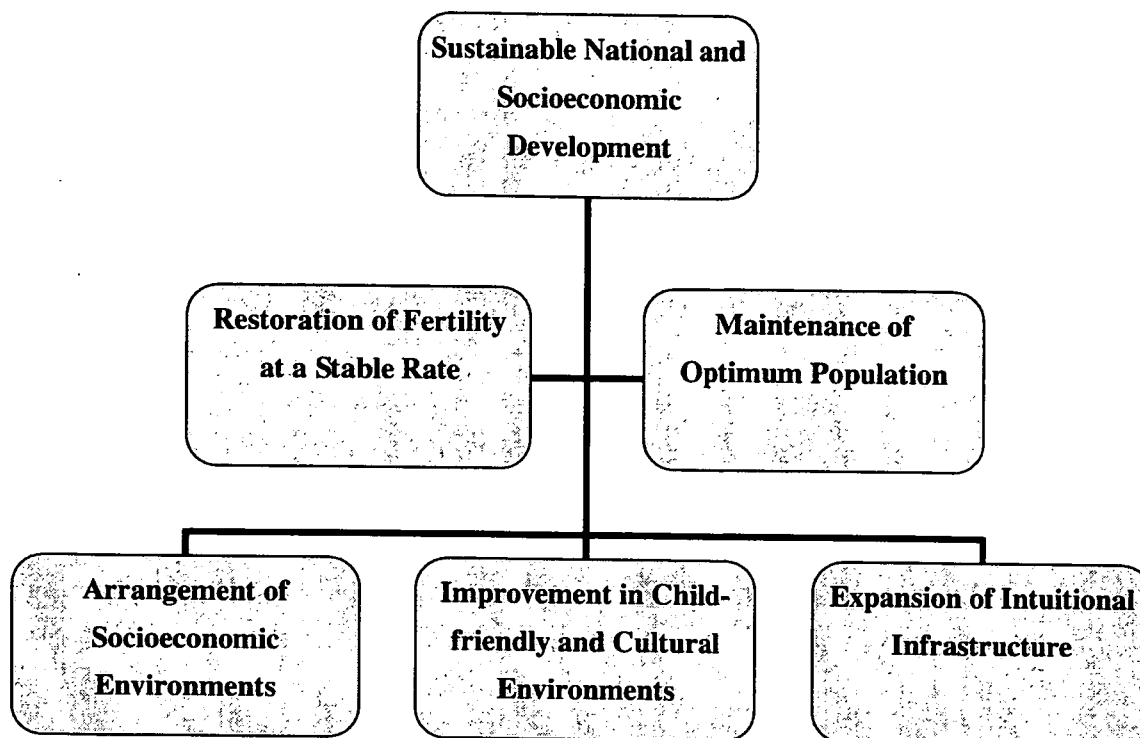 Sustainable National and
Socioeconomic
Development
Restoration of Fertility
at a Stable Rate
Maintenance of
Optimum Population
Arrangement of
Socioeconomic
Environments
Improvement in Child-
friendly and Cultural
Environments
Expansion of Intuitional
Infrastructure